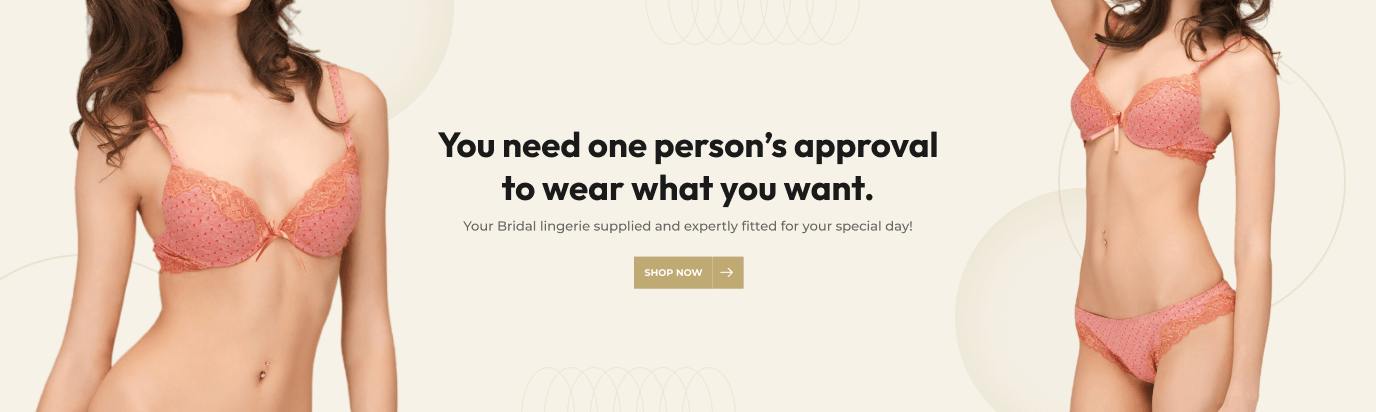 You need one person’s approval
to wear what you want.
Your Bridal lingerie supplied and expertly fitted for your special day!
SHOP NOW